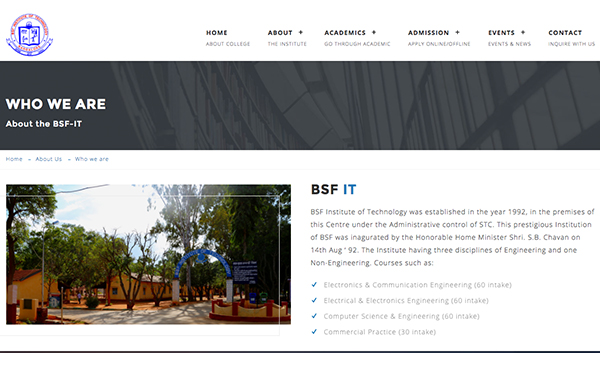 HOME
ABOUT COLLEGE
ABOUT +
THE INSTITUTE
ACADEMICS +
GO THROUGH ACADEMIC
ADMISSION +
APPLY ONLINE/OFFLINE
EVENTS +
EVENTS & NEWS
CONTACT
INQUIRE WITH US
WHO WE ARE
About the BSF-IT
Home → About Us → Who we are
BSF IT
BSF Institute of Technology was established in the year 1992, in the premises of
this Centre under the Administrative control of STC. This prestigious Institution
of BSF was inagurated by the Honorable Home Minister Shri. S.B. Chavan on
14th Aug ' 92. The Institute having three disciplines of Engineering and one
Non-Engineering. Courses such as:
Electronics & Communication Engineering (60 intake)
Electrical & Electronics Engineering (60 intake)
Computer Science & Engineering (60 intake)
Commercial Practice (30 intake)